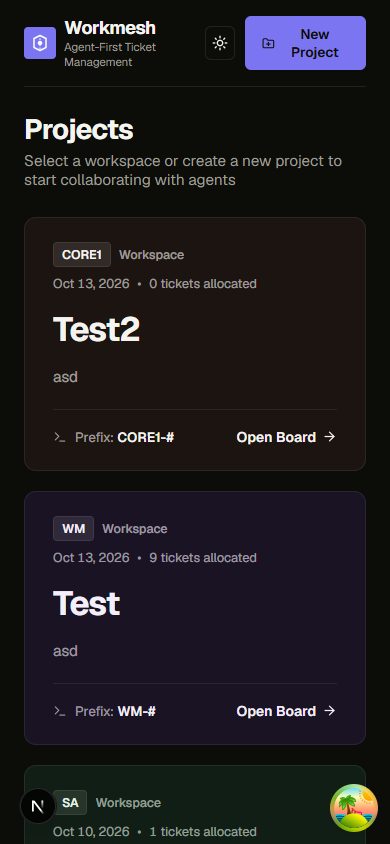 Workmesh
Agent-First Ticket
Management
New
Project
Projects
Select a workspace or create a new project to
start collaborating with agents
CORE1 Workspace
Oct 13, 2026 • 0 tickets allocated
Test2
asd
Prefix: CORE1-# Open Board →
WM Workspace
Oct 13, 2026 • 9 tickets allocated
Test
asd
Prefix: WM-# Open Board →
N SA Workspace
Oct 10, 2026 • 1 tickets allocated